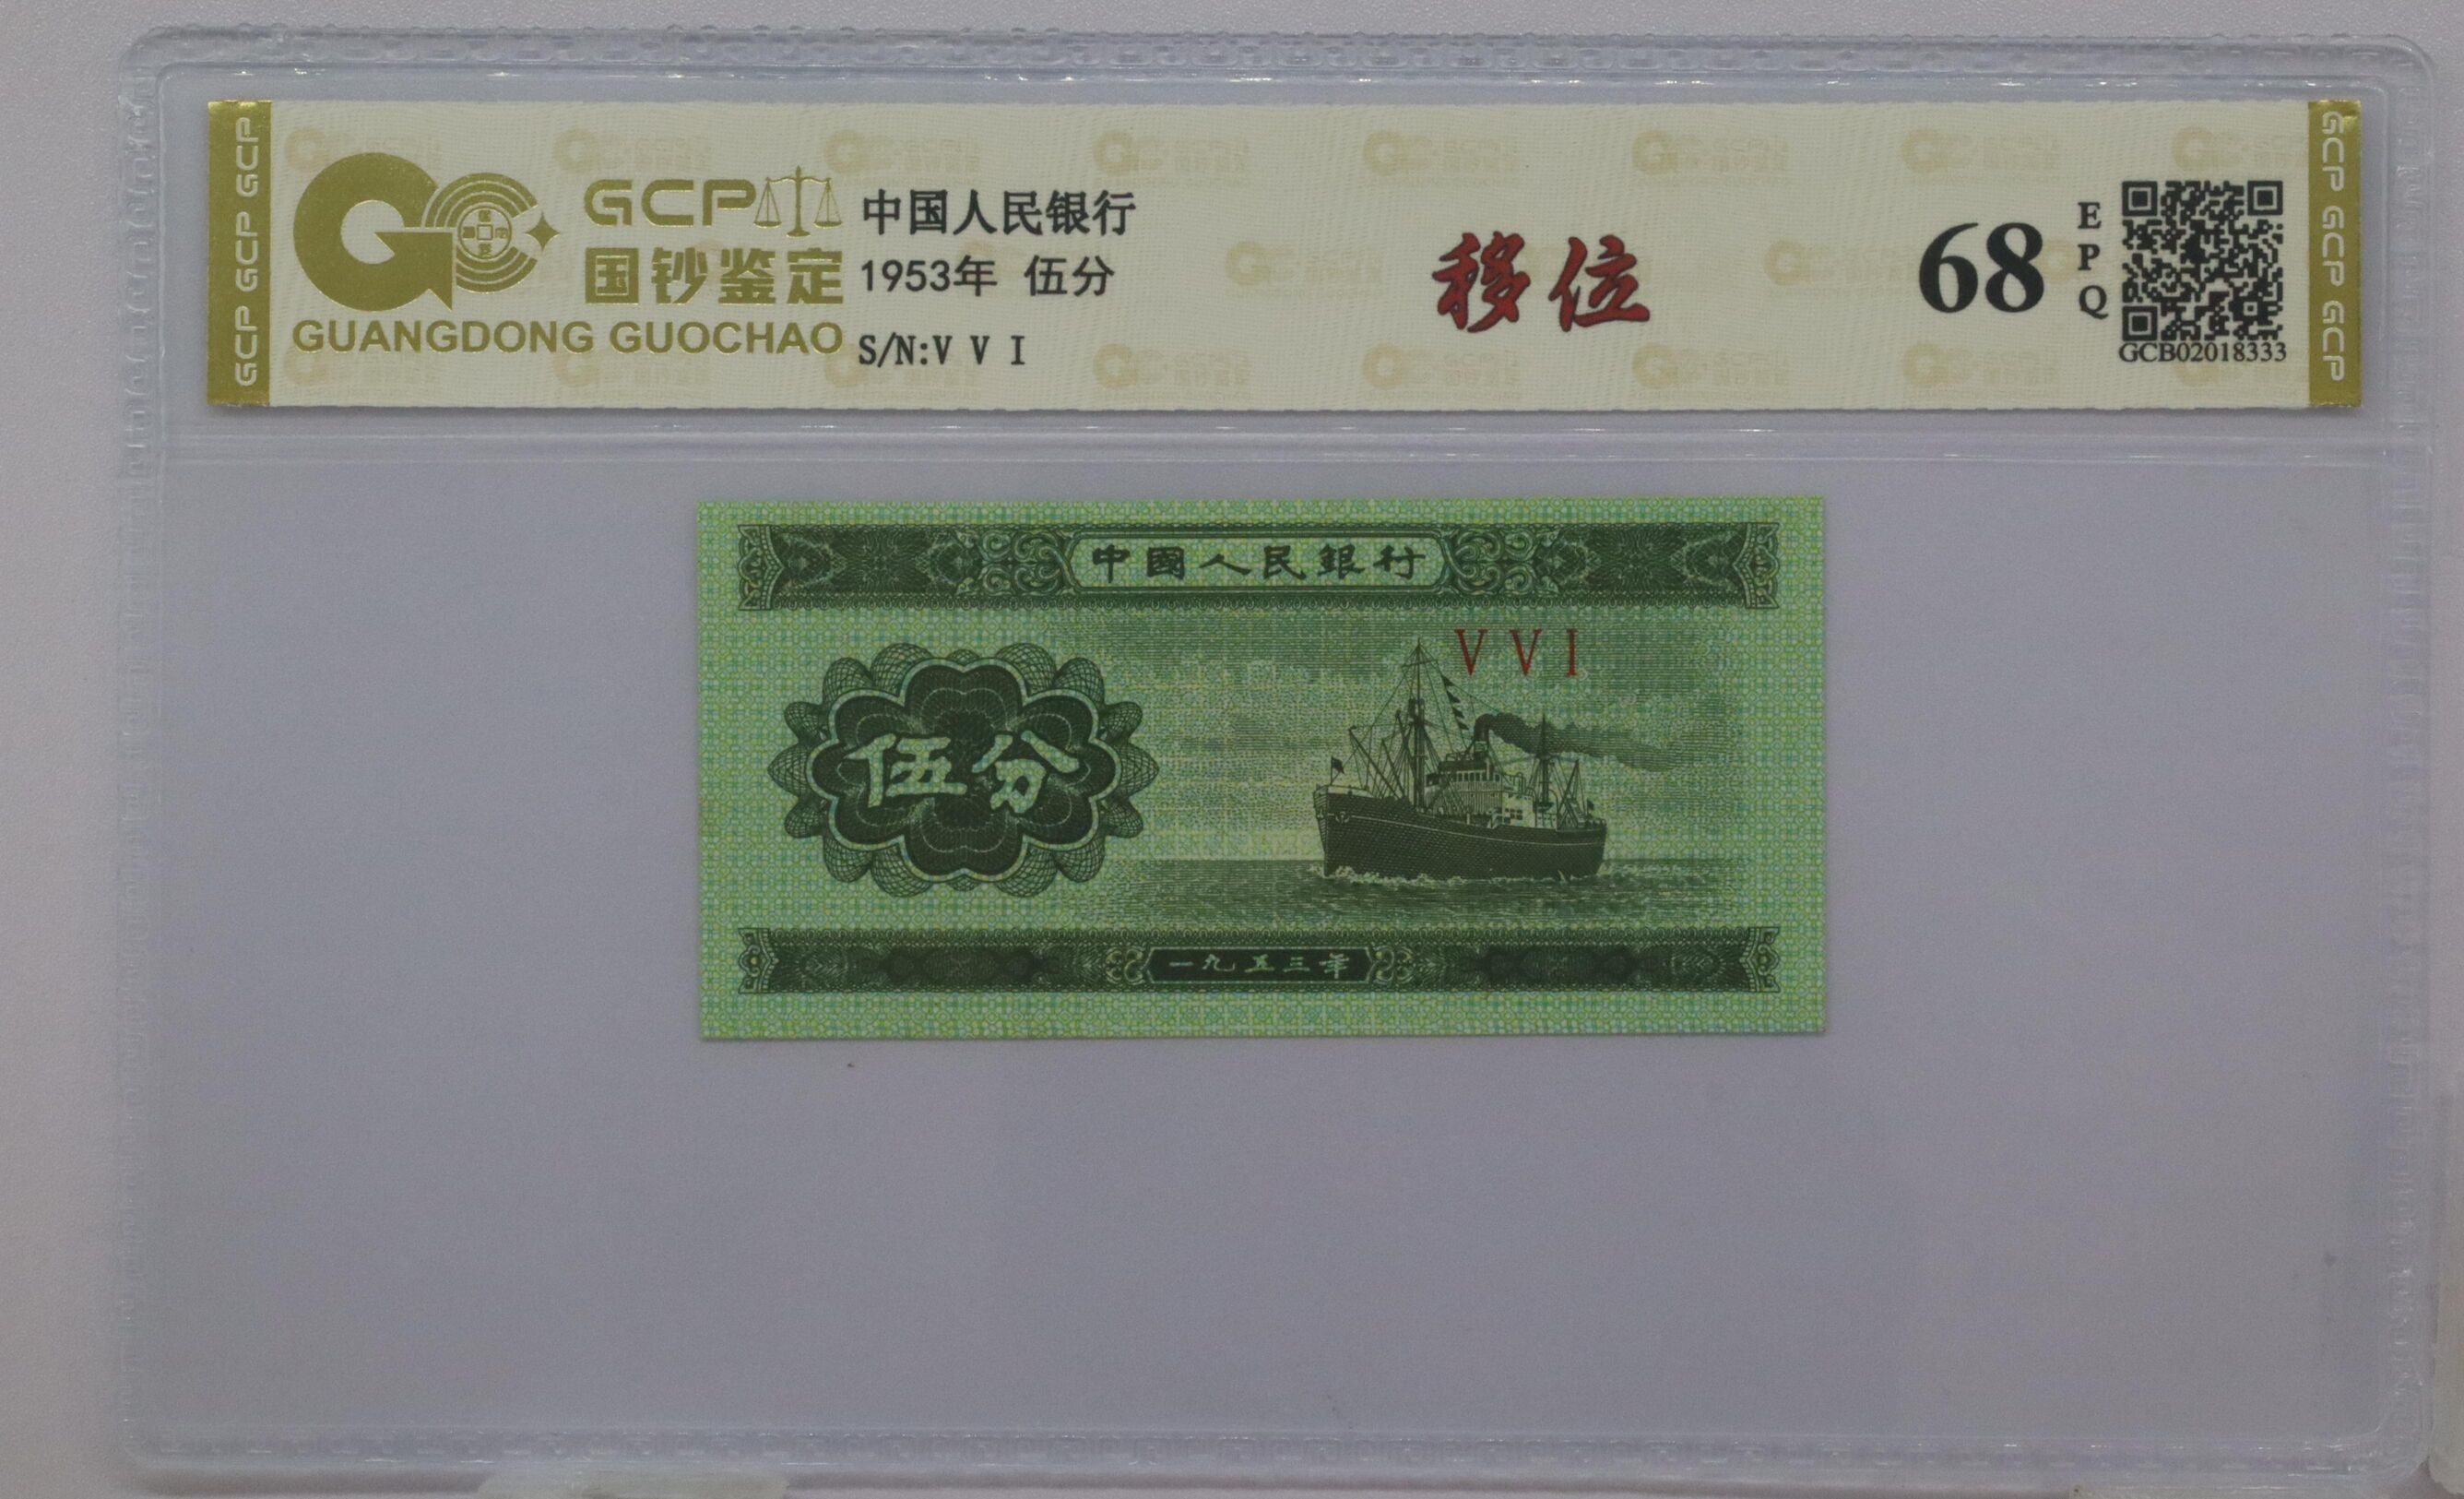 GCP GCP GCP
GCP
国钞鉴定
GUANGDONG GUOCHAO
中国人民银行
1953年 伍分
S/N:V V I
移位
68
EPQ
GCB02018333
GCP GCP GCP
中國人民銀行
V V I
伍分
一九五三年